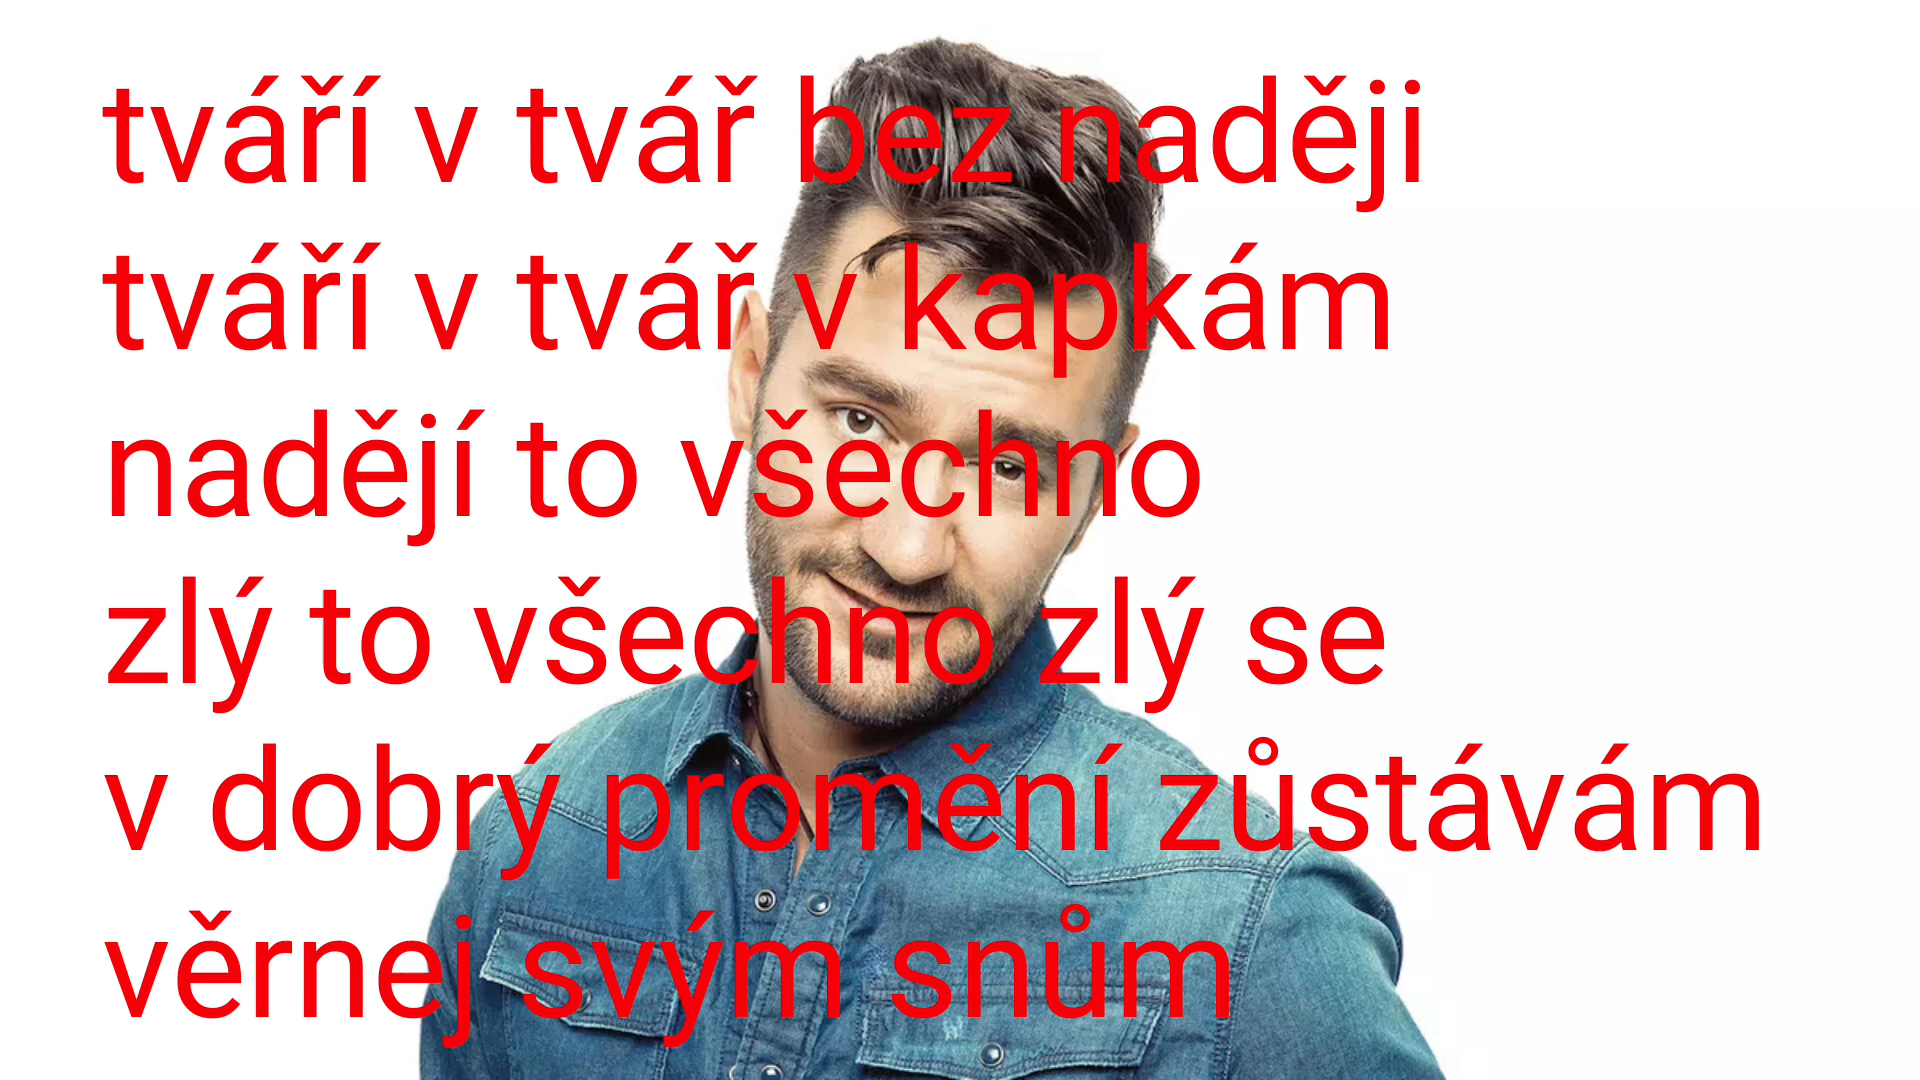 tváří v tvář bez naději
tváří v tvář v kapkám
nadějí to všechno
zlý to všechno zlý se
v dobrý promění zůstávám
věrnej svým snům